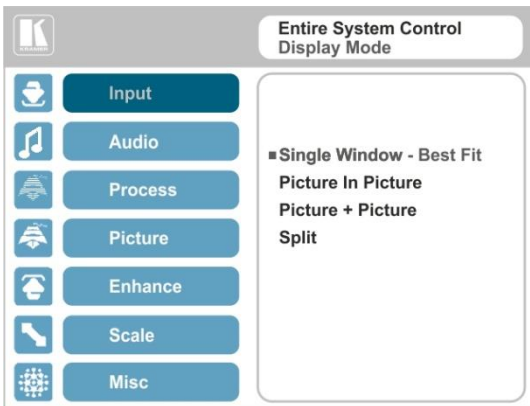 KRAMER
Entire System Control
Display Mode
Input
Audio
Process
Picture
Enhance
Scale
Misc
Single Window - Best Fit
Picture In Picture
Picture + Picture
Split